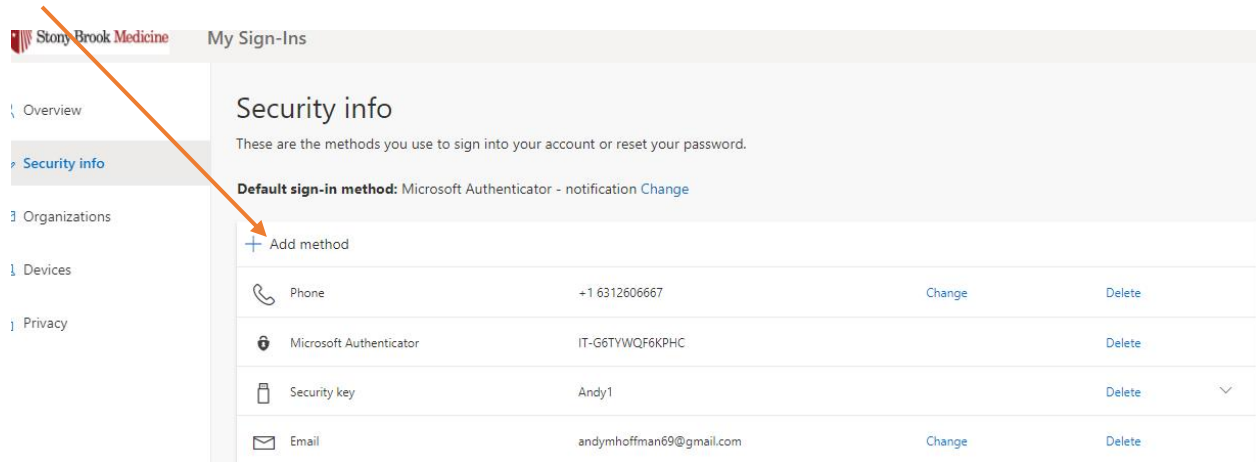 Stony Brook Medicine My Sign-Ins
Overview
Security info
Organizations
Devices
Privacy
Security info
These are the methods you use to sign into your account or reset your password.
Default sign-in method: Microsoft Authenticator - notification Change
Add method
Phone +1 6312606667 Change Delete
Microsoft Authenticator IT-G6TYWQF6KPHC Delete
Security key Andy1 Delete
Email andymhoffman69@gmail.com Change Delete